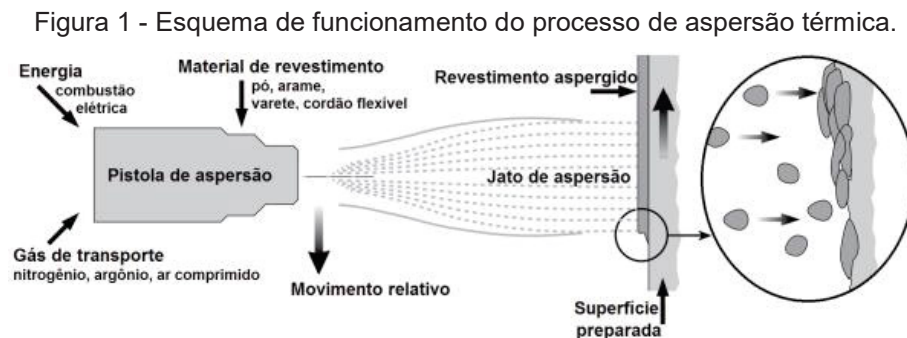 Figura 1 - Esquema de funcionamento do processo de aspersão térmica.
Energia
combustão
elétrica
Material de revestimento
pó, arame,
varete, cordão flexível
Revestimento aspergido
Pistola de aspersão
Jato de aspersão
Gás de transporte
nitrogênio, argônio, ar comprimido
Movimento relativo
Superfície
preparada